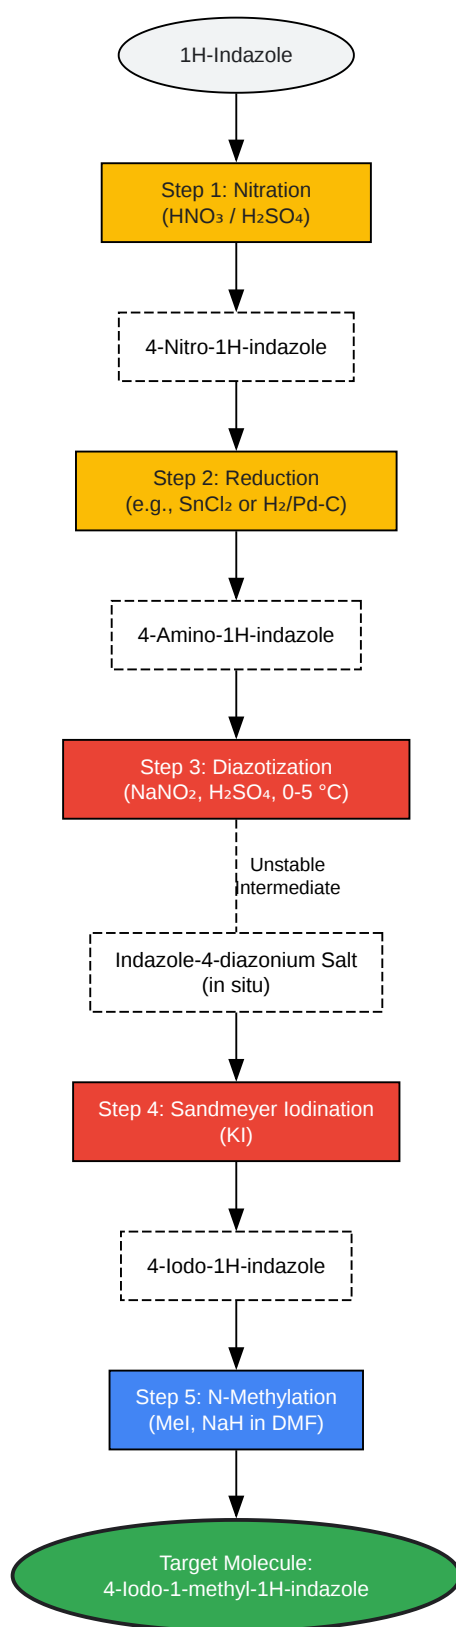 1H-Indazole
Step 1: Nitration
(HNO₃ / H₂SO₄)
4-Nitro-1H-indazole
Step 2: Reduction
(e.g., SnCl₂ or H₂/Pd-C)
4-Amino-1H-indazole
Step 3: Diazotization
(NaNO₂, H₂SO₄, 0-5 °C)
Unstable
Intermediate
Indazole-4-diazonium Salt
(in situ)
Step 4: Sandmeyer Iodination
(KI)
4-Iodo-1H-indazole
Step 5: N-Methylation
(MeI, NaH in DMF)
Target Molecule:
4-Iodo-1-methyl-1H-indazole